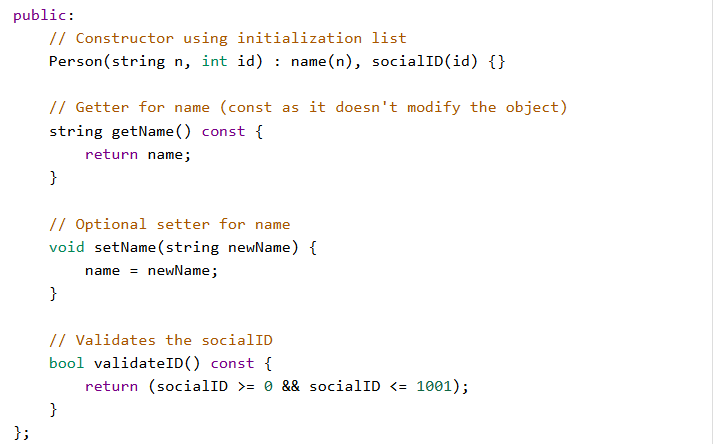 public:
    // Constructor using initialization list
    Person(string n, int id) : name(n), socialID(id) {}

    // Getter for name (const as it doesn't modify the object)
    string getName() const {
        return name;
    }

    // Optional setter for name
    void setName(string newName) {
        name = newName;
    }

    // Validates the socialID
    bool validateID() const {
        return (socialID >= 0 && socialID <= 1001);
    }
};